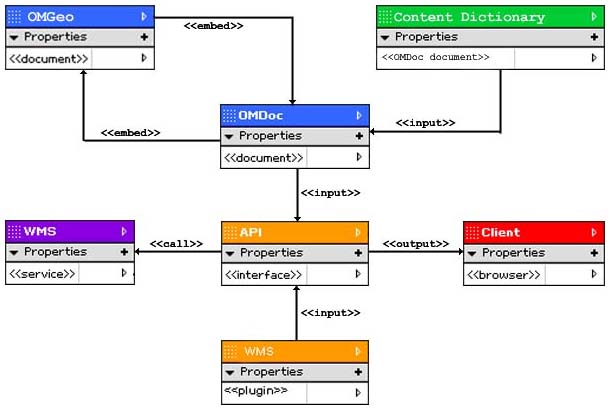 OMGeo
Properties
<<document>>
<<embed>>
Content Dictionary
Properties
<<OMDoc document>>
<<embed>>
OMDoc
Properties
<<document>>
<<input>>
<<input>>
WMS
Properties
<<service>>
<<call>>
API
Properties
<<interface>>
<<output>>
Client
Properties
<<browser>>
<<input>>
WMS
Properties
<<plugin>>